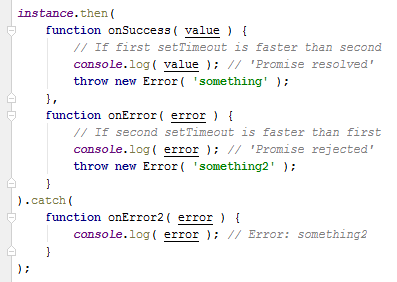 instance.then(
    function onSuccess( value ) {
        // If first setTimeout is faster than second
        console.log( value ); // 'Promise resolved'
        throw new Error( 'something' );
    },
    function onError( error ) {
        // If second setTimeout is faster than first
        console.log( error ); // 'Promise rejected'
        throw new Error( 'something2' );
    }
).catch(
    function onError2( error ) {
        console.log( error ); // Error: something2
    }
);